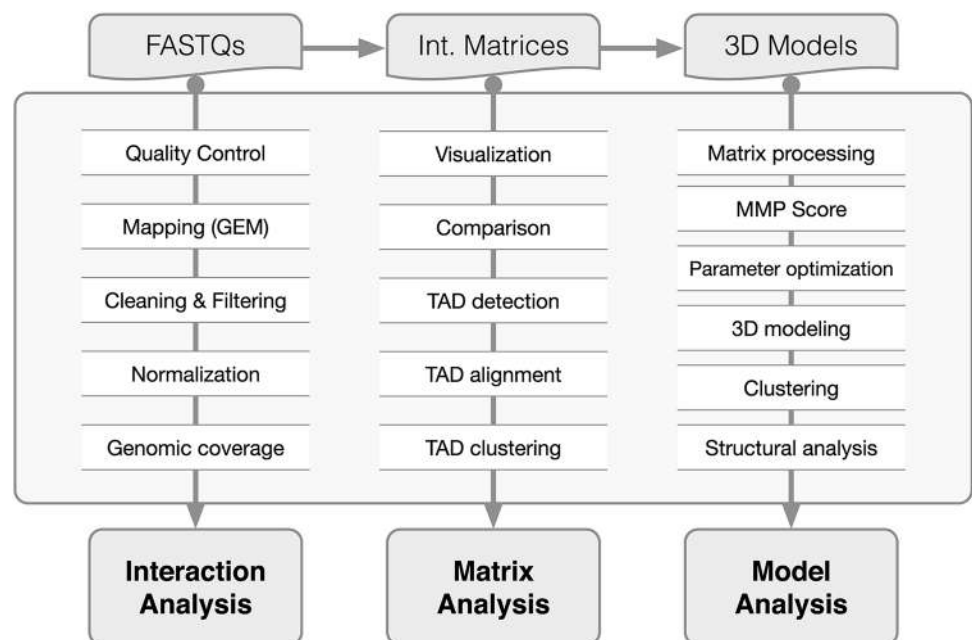 FASTQs
Int. Matrices
3D Models
Quality Control
Mapping (GEM)
Cleaning & Filtering
Normalization
Genomic coverage
Visualization
Comparison
TAD detection
TAD alignment
TAD clustering
Matrix processing
MMP Score
Parameter optimization
3D modeling
Clustering
Structural analysis
Interaction
Analysis
Matrix
Analysis
Model
Analysis